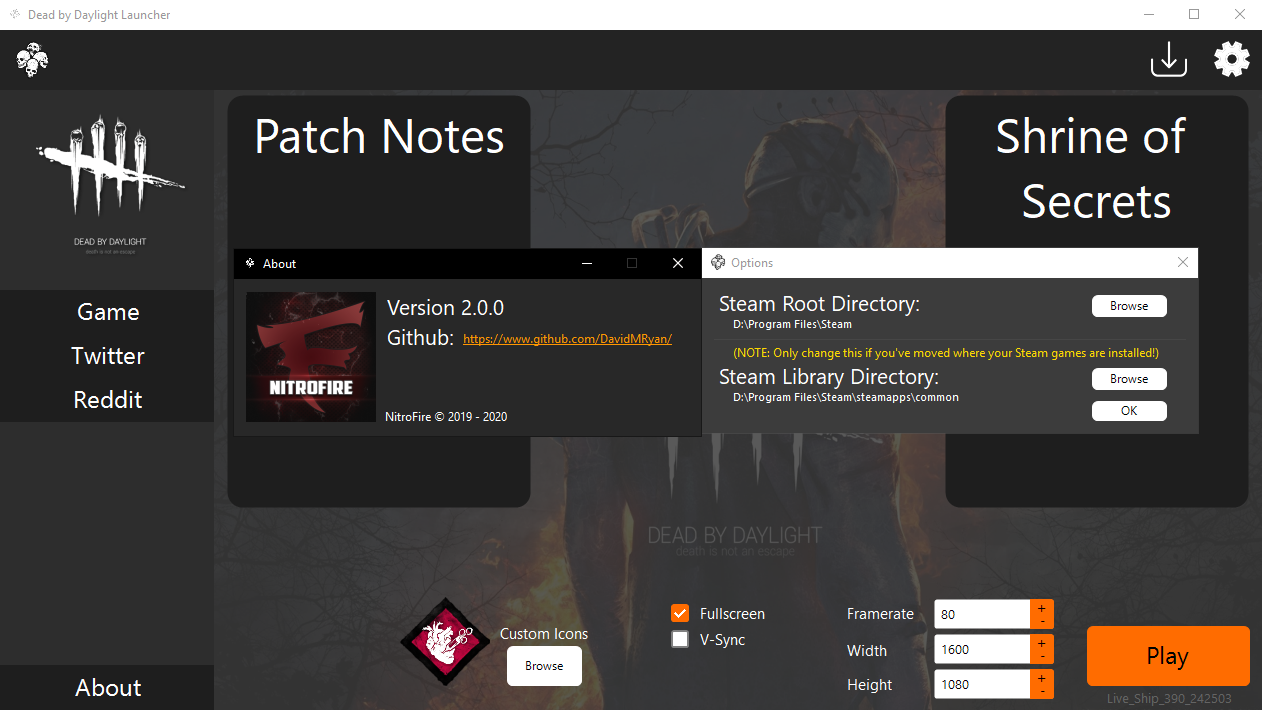 Dead by Daylight Launcher
DEAD BY DAYLIGHT
death is not an escape
Game
Twitter
Reddit
About
Patch Notes
Shrine of
Secrets
About
NITROFIRE
Version 2.0.0
Github: https://www.github.com/DavidMRyan/
NitroFire © 2019 - 2020
Options
Steam Root Directory:
Browse
D:\Program Files\Steam
(NOTE: Only change this if you've moved where your Steam games are installed!)
Steam Library Directory:
Browse
D:\Program Files\Steam\steamapps\common
OK
DEAD BY DAYLIGHT
death is not an escape
Custom Icons
Browse
Fullscreen
V-Sync
Framerate 80 + -
Width 1600 + -
Height 1080 + -
Play
Live_Ship_390_242503